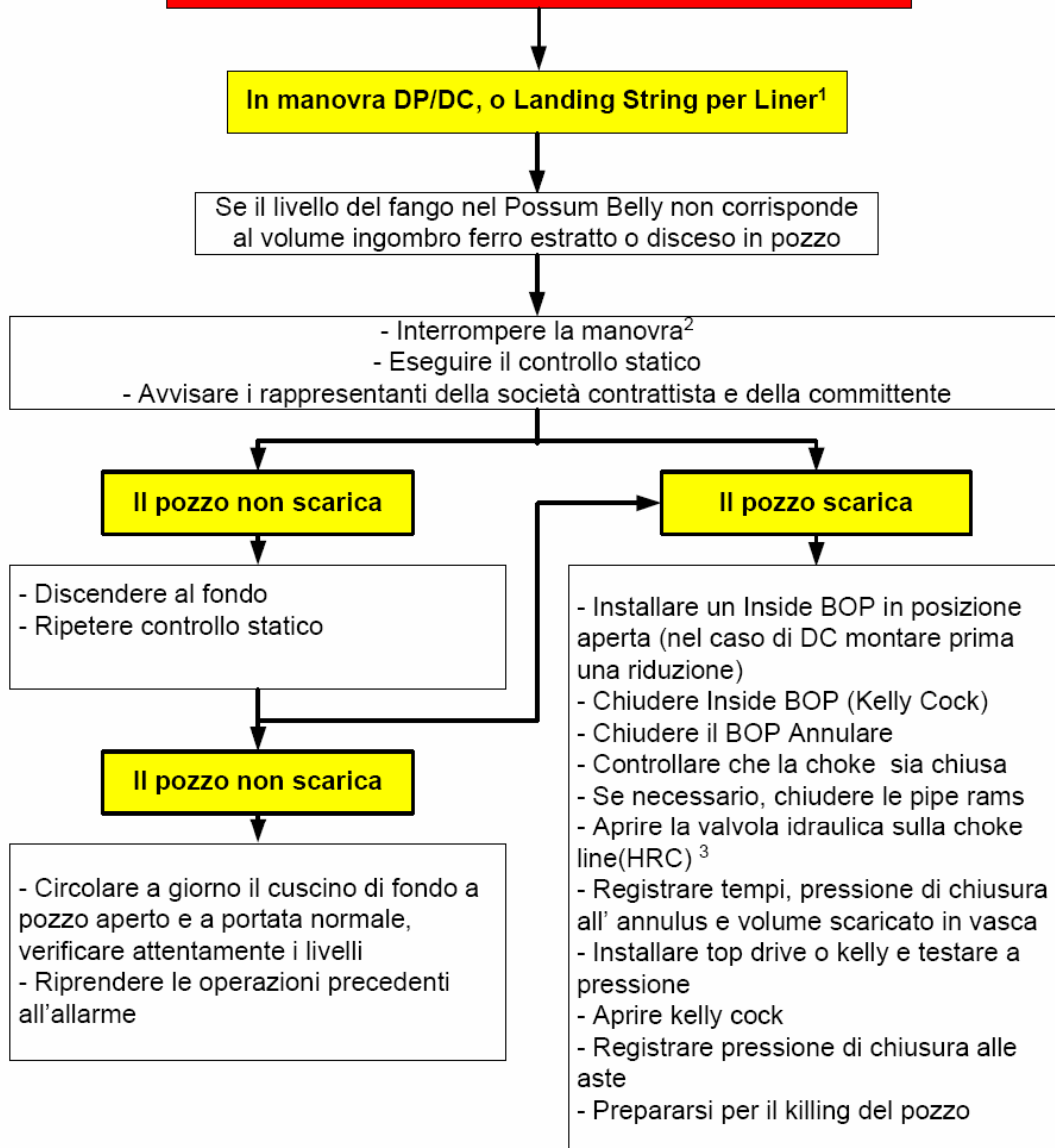 In manovra DP/DC, o Landing String per Liner1
Se il livello del fango nel Possum Belly non corrisponde
al volume ingombro ferro estratto o disceso in pozzo
- Interrompere la manovra2
- Eseguire il controllo statico
- Avvisare i rappresentanti della società contrattista e della committente
Il pozzo non scarica
Il pozzo scarica
- Discendere al fondo
- Ripetere controllo statico
Il pozzo non scarica
- Circolare a giorno il cuscino di fondo a
pozzo aperto e a portata normale,
verificare attentamente i livelli
- Riprendere le operazioni precedenti
all'allarme
- Installare un Inside BOP in posizione
aperta (nel caso di DC montare prima
una riduzione)
- Chiudere Inside BOP (Kelly Cock)
- Chiudere il BOP Annulare
- Controllare che la choke  sia chiusa
- Se necessario, chiudere le pipe rams
- Aprire la valvola idraulica sulla choke
line(HRC) 3
- Registrare tempi, pressione di chiusura
all' annulus e volume scaricato in vasca
- Installare top drive o kelly e testare a
pressione
- Aprire kelly cock
- Registrare pressione di chiusura alle
aste
- Prepararsi per il killing del pozzo